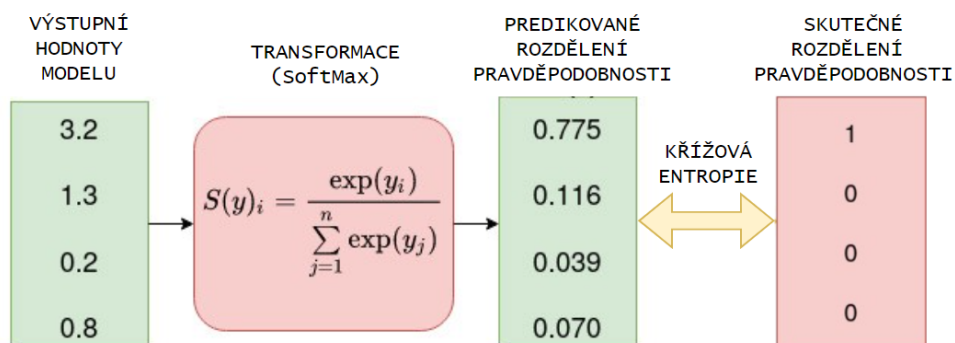 VÝSTUPNÍ
HODNOTY
MODELU
3.2
1.3
0.2
0.8
TRANSFORMACE
(SoftMax)
S(y)_i = \frac{\exp(y_i)}{\sum_{j=1}^{n} \exp(y_j)}
PREDIKOVANÉ
ROZDĚLENÍ
PRAVDĚPODOBNOSTI
0.775
0.116
0.039
0.070
KŘÍŽOVÁ
ENTROPIE
SKUTEČNÉ
ROZDĚLENÍ
PRAVDĚPODOBNOSTI
1
0
0
0